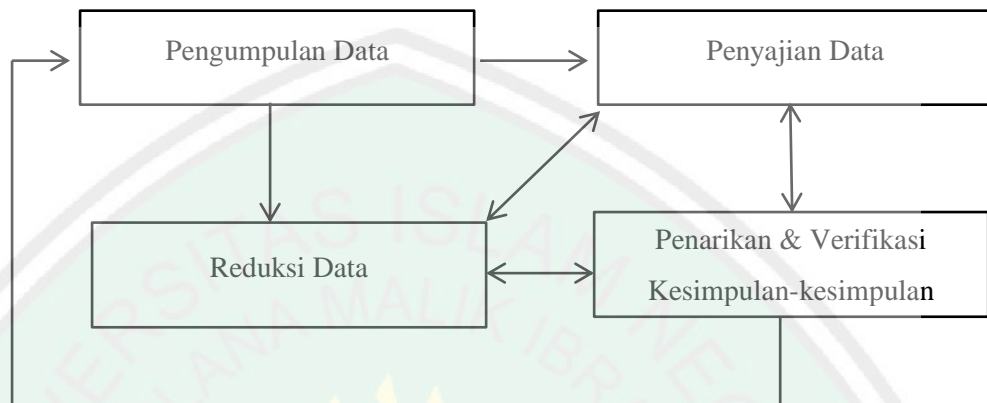 Pengumpulan Data
Penyajian Data
Reduksi Data
Penarikan & Verifikasi
Kesimpulan-kesimpulan